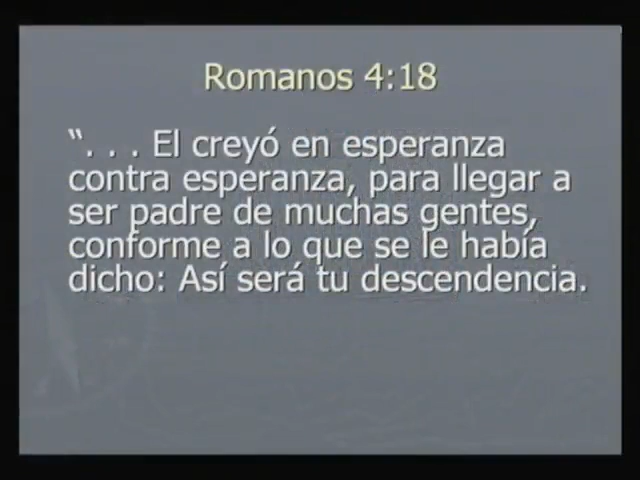 Romanos 4:18
“. . . El creyó en esperanza
contra esperanza, para llegar a
ser padre de muchas gentes,
conforme a lo que se le había
dicho: Así será tu descendencia.